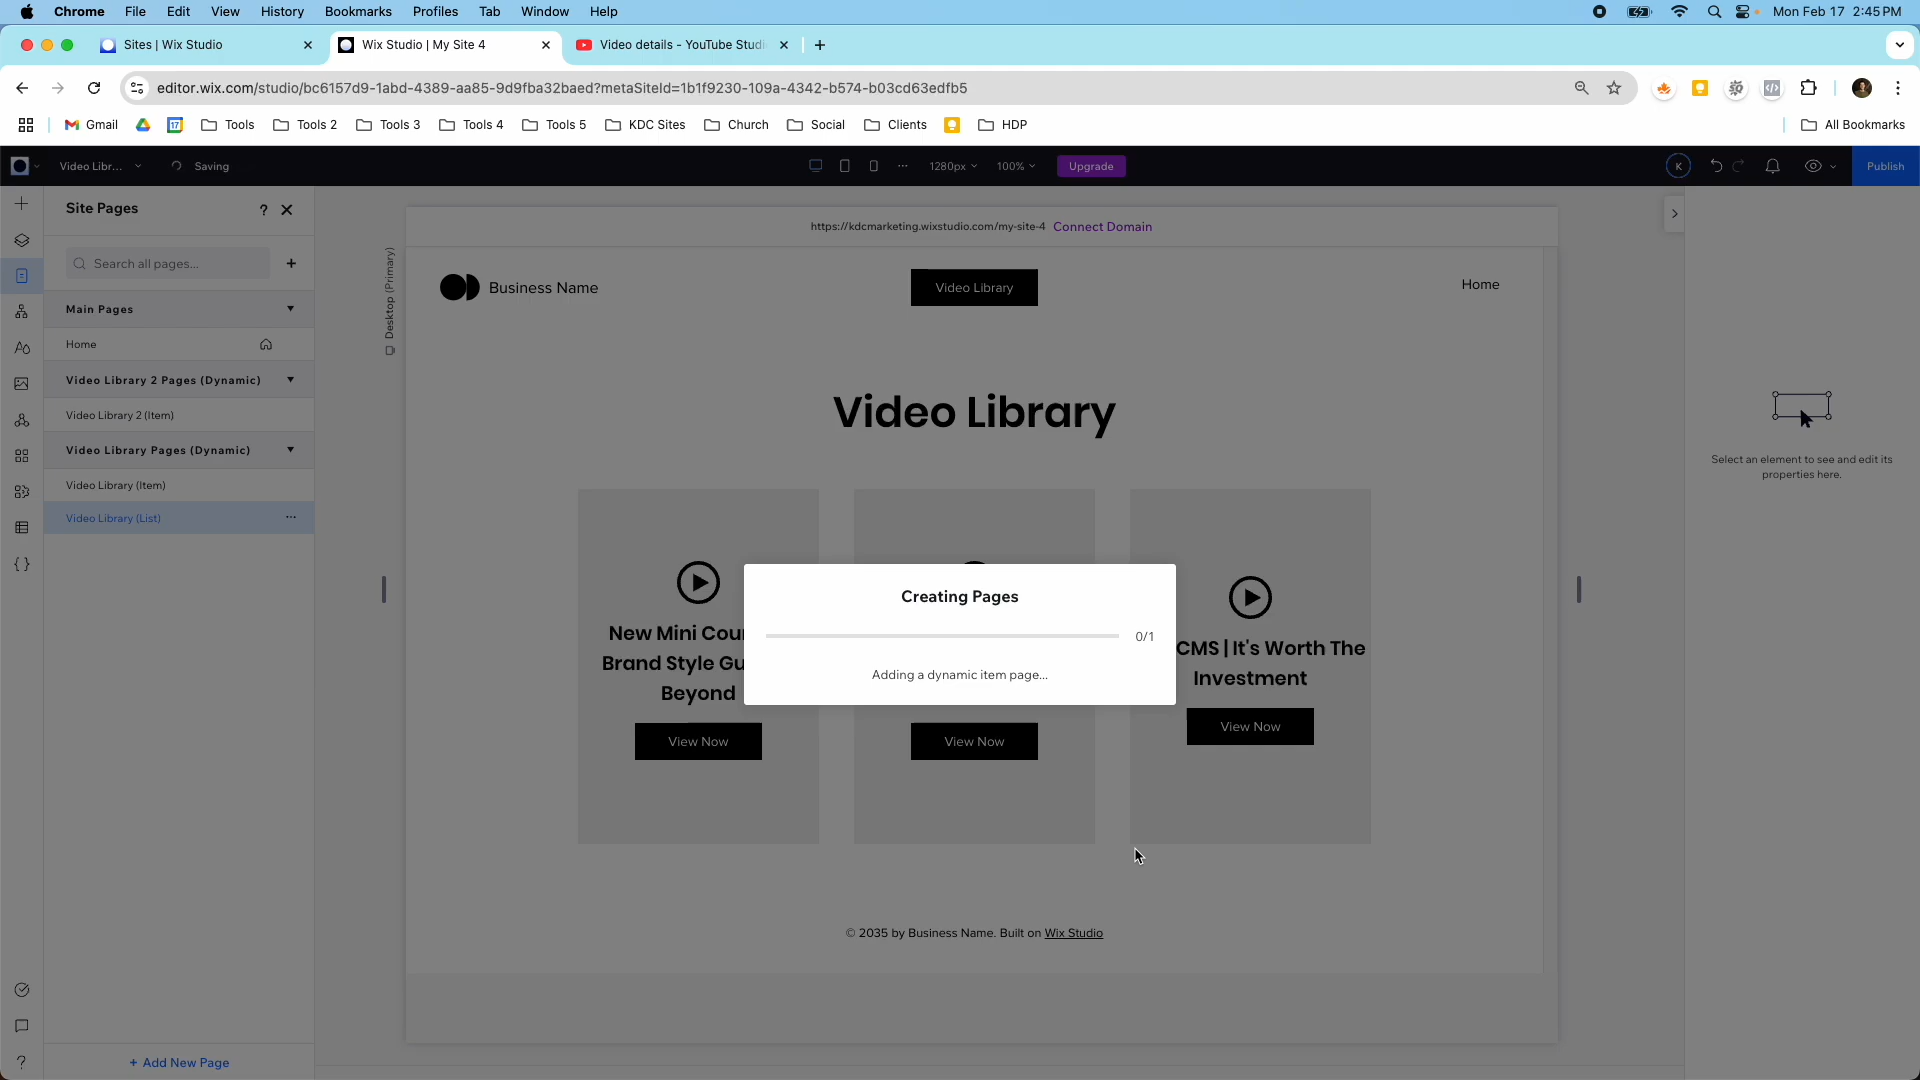 Chrome File Edit View History Bookmarks Profiles Tab Window Help Mon Feb 17 2:45 PM
Sites | Wix Studio
Wix Studio | My Site 4
Video details - YouTube Studi
editor.wix.com/studio/bc6157d9-1abd-4389-aa85-9d9fba32baed?metaSiteId=1b1f9230-109a-4342-b574-b03cd63edfb5
Gmail Tools Tools 2 Tools 3 Tools 4 Tools 5 KDC Sites Church Social Clients HDP All Bookmarks
Video Libr... Saving 1280px 100% Upgrade K Publish
Site Pages ?
Search all pages...
Main Pages
Home
Video Library 2 Pages (Dynamic)
Video Library 2 (Item)
Video Library Pages (Dynamic)
Video Library (Item)
Video Library (List)
+ Add New Page
Desktop (Primary)
https://kdcmarketing.wixstudio.com/my-site-4 Connect Domain
Business Name
Video Library
Home
Video Library
New Mini Cou
Brand Style Gu
Beyond
View Now
View Now
CMS | It's Worth The
Investment
View Now
Creating Pages
0/1
Adding a dynamic item page...
© 2035 by Business Name. Built on Wix Studio
Select an element to see and edit its
properties here.